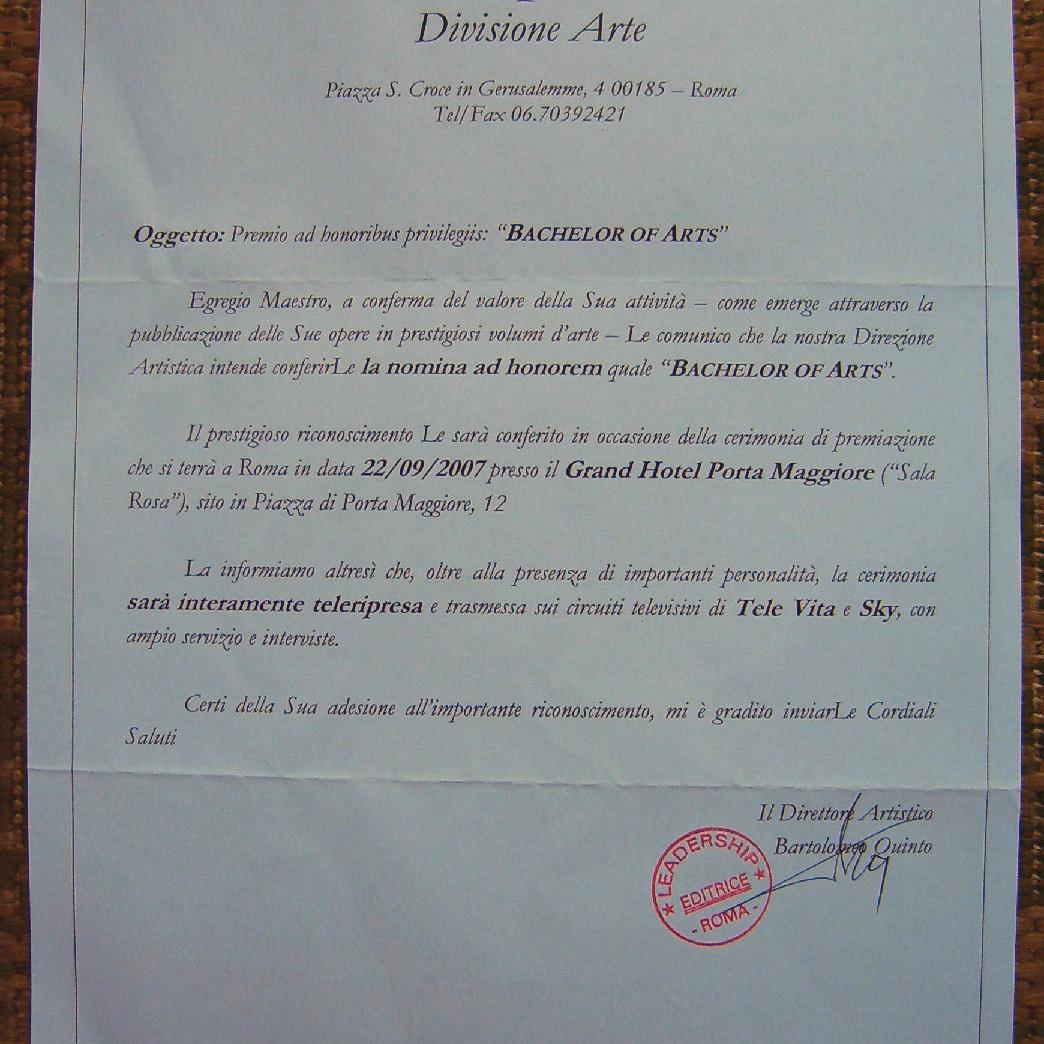 Divisione Arte
Piazza S. Croce in Gerusalemme, 4 00185 – Roma
Tel/Fax 06.70392421
Oggetto: Premio ad honoribus privilegiis: “BACHELOR OF ARTS”
Egregio Maestro, a conferma del valore della Sua attività – come emerge attraverso la
pubblicazione delle Sue opere in prestigiosi volumi d’arte – Le comunico che la nostra Direzione
Artistica intende conferirLe la nomina ad honorem quale “BACHELOR OF ARTS”.
Il prestigioso riconoscimento Le sarà conferito in occasione della cerimonia di premiazione
che si terrà a Roma in data 22/09/2007 presso il Grand Hotel Porta Maggiore (“Sala
Rosa”), sito in Piazza di Porta Maggiore, 12
La informiamo altresì che, oltre alla presenza di importanti personalità, la cerimonia
sarà interamente teleripresa e trasmessa sui circuiti televisivi di Tele Vita e Sky, con
ampio servizio e interviste.
Certi della Sua adesione all’importante riconoscimento, mi è gradito inviarLe Cordiali
Saluti
Il Direttore Artistico
Bartolomeo Quinto
LEADERSHIP
EDITRICE
- ROMA -